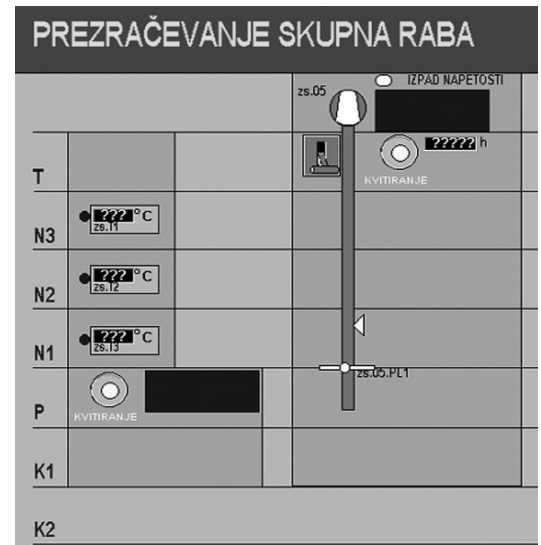 PREZRAČEVANJE SKUPNA RABA
IZPAD NAPETOSTI
zs.05
????? h
KVITIRANJE
T
??? °C
zs.T1
N3
??? °C
zs.T2
N2
??? °C
zs.T3
N1
zs.05.PL1
KVITIRANJE
P
K1
K2